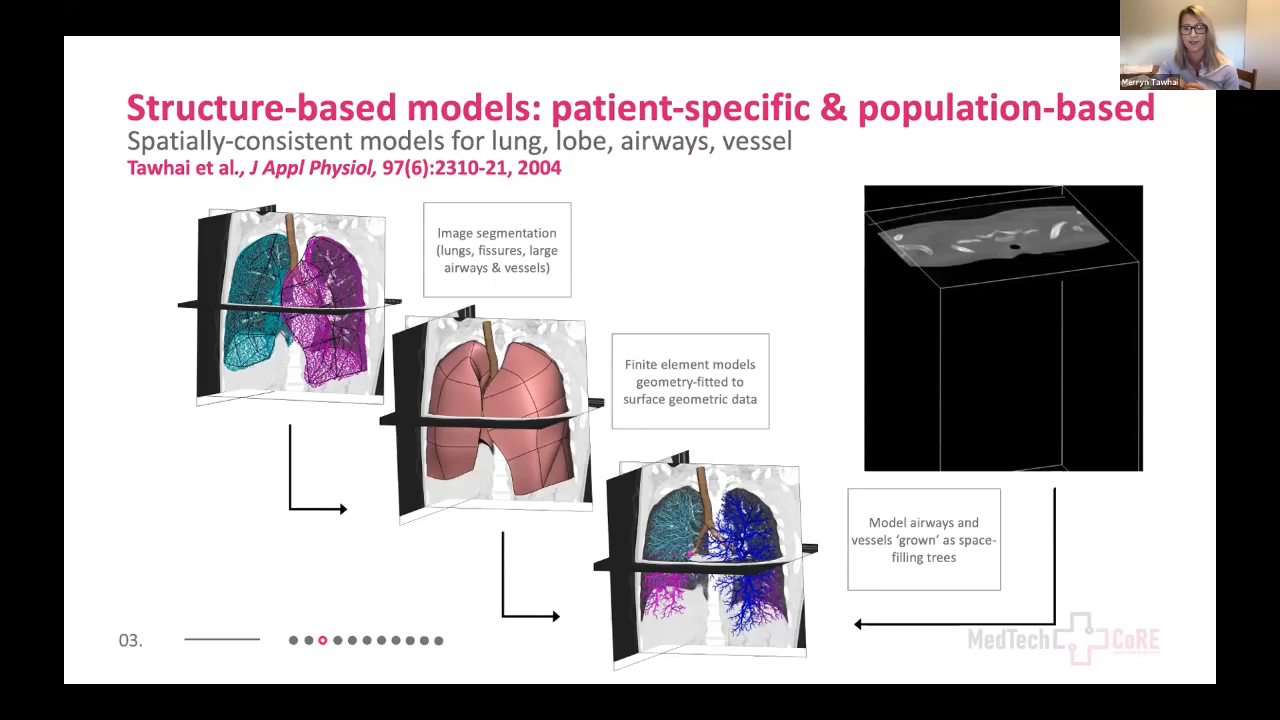 Merryn Tawhai
Structure-based models: patient-specific & population-based
Spatially-consistent models for lung, lobe, airways, vessel
Tawhai et al., J Appl Physiol, 97(6):2310-21, 2004
Image segmentation
(lungs, fissures, large
airways & vessels)
Finite element models
geometry-fitted to
surface geometric data
Model airways and
vessels ‘grown’ as space-
filling trees
03.
MedTech CoRE